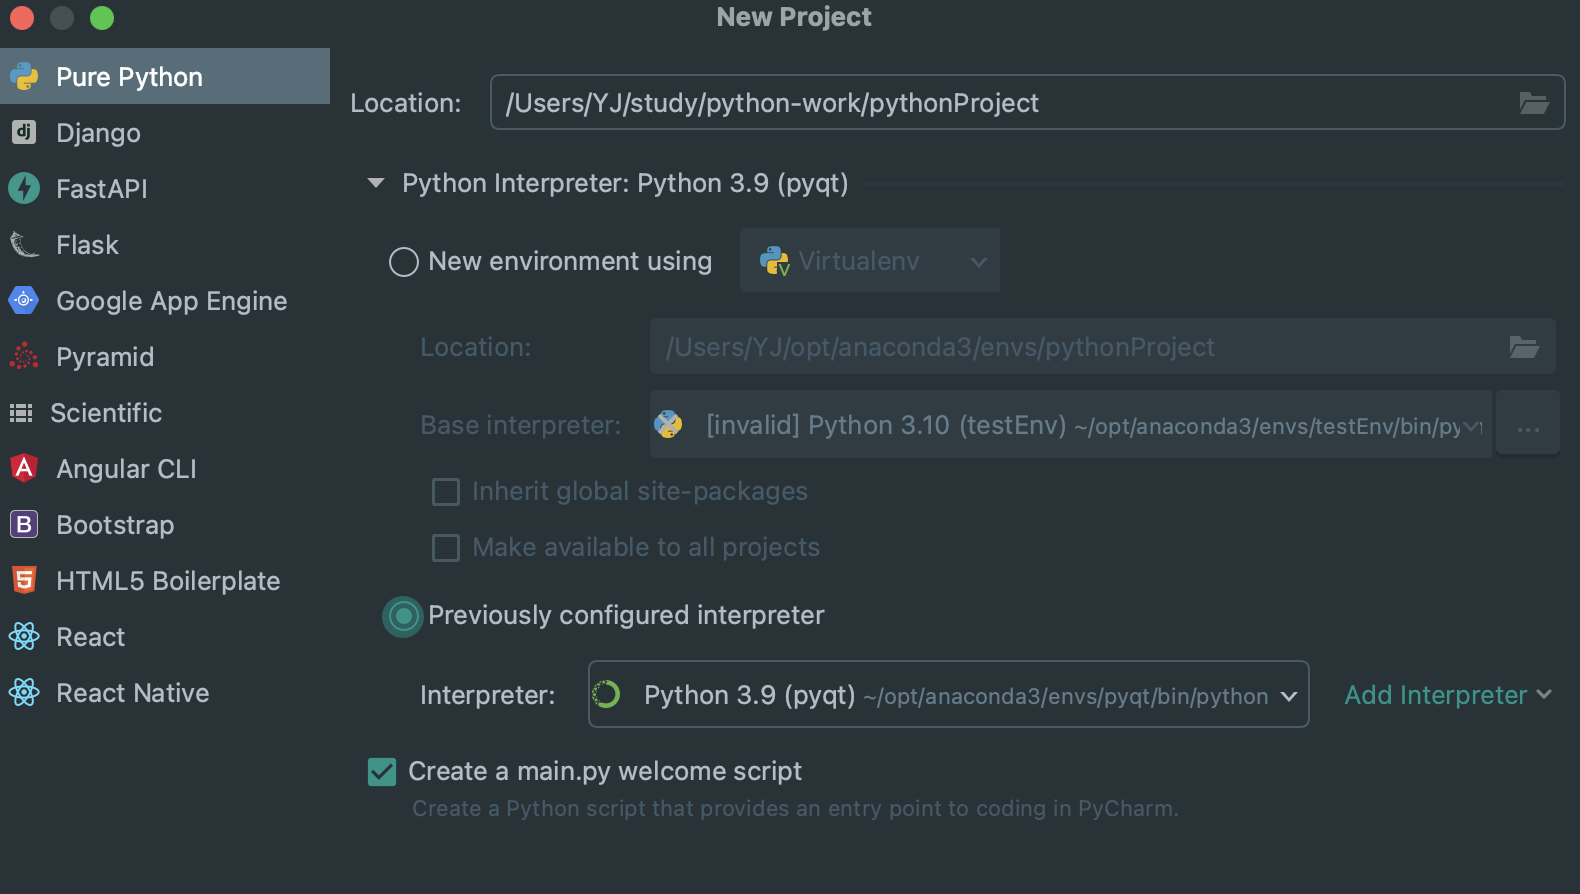 New Project
Pure Python
Django
FastAPI
Flask
Google App Engine
Pyramid
Scientific
Angular CLI
Bootstrap
HTML5 Boilerplate
React
React Native
Location: /Users/YJ/study/python-work/pythonProject
Python Interpreter: Python 3.9 (pyqt)
New environment using Virtualenv
Location: /Users/YJ/opt/anaconda3/envs/pythonProject
Base interpreter: [invalid] Python 3.10 (testEnv) ~/opt/anaconda3/envs/testEnv/bin/py ...
Inherit global site-packages
Make available to all projects
Previously configured interpreter
Interpreter: Python 3.9 (pyqt) ~/opt/anaconda3/envs/pyqt/bin/python Add Interpreter
Create a main.py welcome script
Create a Python script that provides an entry point to coding in PyCharm.